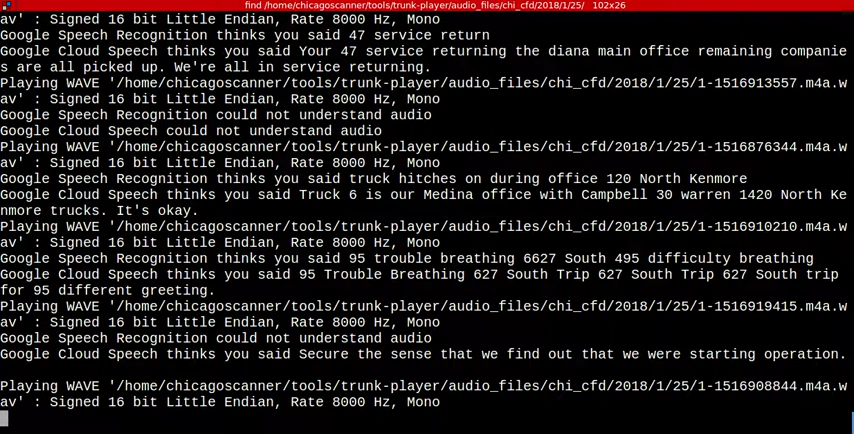 find /home/chicagoscanner/tools/trunk-player/audio_files/chi_cfd/2018/1/25/ 102x26
av' : Signed 16 bit Little Endian, Rate 8000 Hz, Mono
Google Speech Recognition thinks you said 47 service return
Google Cloud Speech thinks you said Your 47 service returning the diana main office remaining companie
s are all picked up. We're all in service returning.
Playing WAVE '/home/chicagoscanner/tools/trunk-player/audio_files/chi_cfd/2018/1/25/1-1516913557.m4a.w
av' : Signed 16 bit Little Endian, Rate 8000 Hz, Mono
Google Speech Recognition could not understand audio
Google Cloud Speech could not understand audio
Playing WAVE '/home/chicagoscanner/tools/trunk-player/audio_files/chi_cfd/2018/1/25/1-1516876344.m4a.w
av' : Signed 16 bit Little Endian, Rate 8000 Hz, Mono
Google Speech Recognition thinks you said truck hitches on during office 120 North Kenmore
Google Cloud Speech thinks you said Truck 6 is our Medina office with Campbell 30 warren 1420 North Ke
nmore trucks. It's okay.
Playing WAVE '/home/chicagoscanner/tools/trunk-player/audio_files/chi_cfd/2018/1/25/1-1516910210.m4a.w
av' : Signed 16 bit Little Endian, Rate 8000 Hz, Mono
Google Speech Recognition thinks you said 95 trouble breathing 6627 South 495 difficulty breathing
Google Cloud Speech thinks you said 95 Trouble Breathing 627 South Trip 627 South Trip 627 South trip
for 95 different greeting.
Playing WAVE '/home/chicagoscanner/tools/trunk-player/audio_files/chi_cfd/2018/1/25/1-1516919415.m4a.w
av' : Signed 16 bit Little Endian, Rate 8000 Hz, Mono
Google Speech Recognition could not understand audio
Google Cloud Speech thinks you said Secure the sense that we find out that we were starting operation.
Playing WAVE '/home/chicagoscanner/tools/trunk-player/audio_files/chi_cfd/2018/1/25/1-1516908844.m4a.w
av' : Signed 16 bit Little Endian, Rate 8000 Hz, Mono